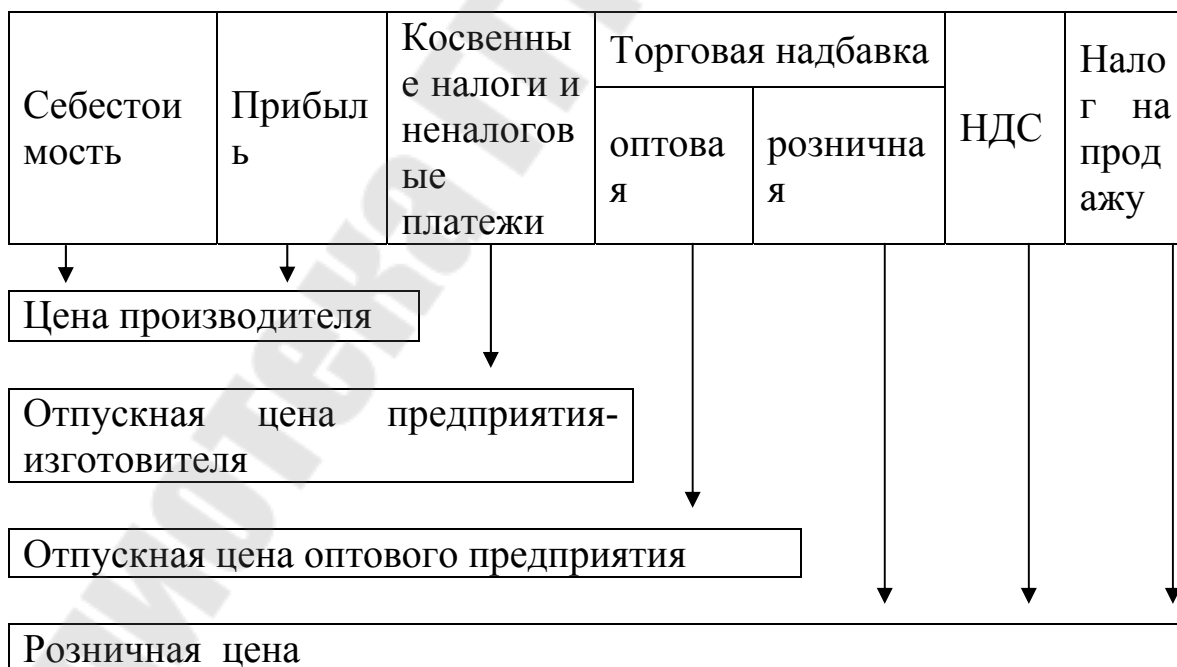 Себестои
мость
Прибыл
ь
Косвенны
е налоги и
неналогов
ые
платежи
Торговая надбавка
оптова
я
рознична
я
НДС
Нало
г на
прод
ажу
Цена производителя
Отпускная цена предприятия-
изготовителя
Отпускная цена оптового предприятия
Розничная цена